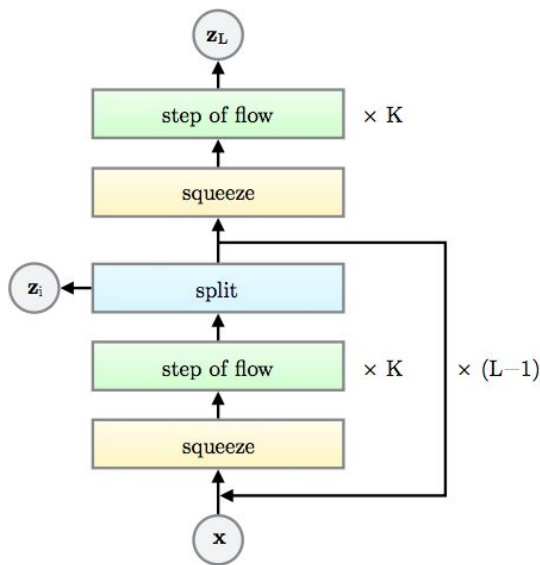 z_L
step of flow × K
squeeze
z_i split
step of flow × K × (L−1)
squeeze
x